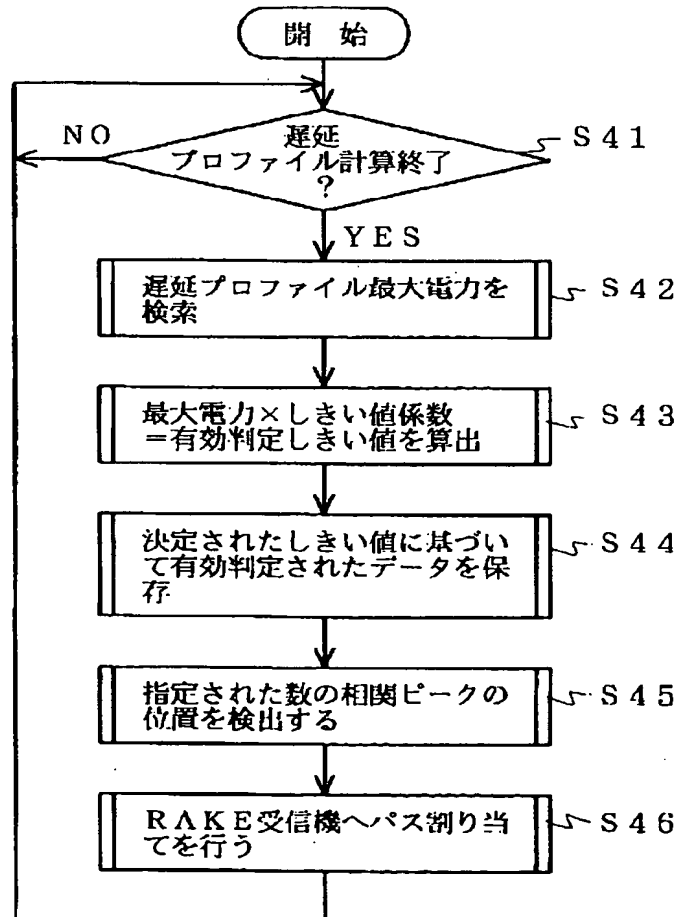 開 始
NO
遅延
プロファイル計算終了
?
S41
YES
遅延プロファイル最大電力を
検索
S42
最大電力×しきい値係数
=有効判定しきい値を算出
S43
決定されたしきい値に基づい
て有効判定されたデータを保
存
S44
指定された数の相関ピークの
位置を検出する
S45
RAKE受信機へパス割り当
てを行う
S46